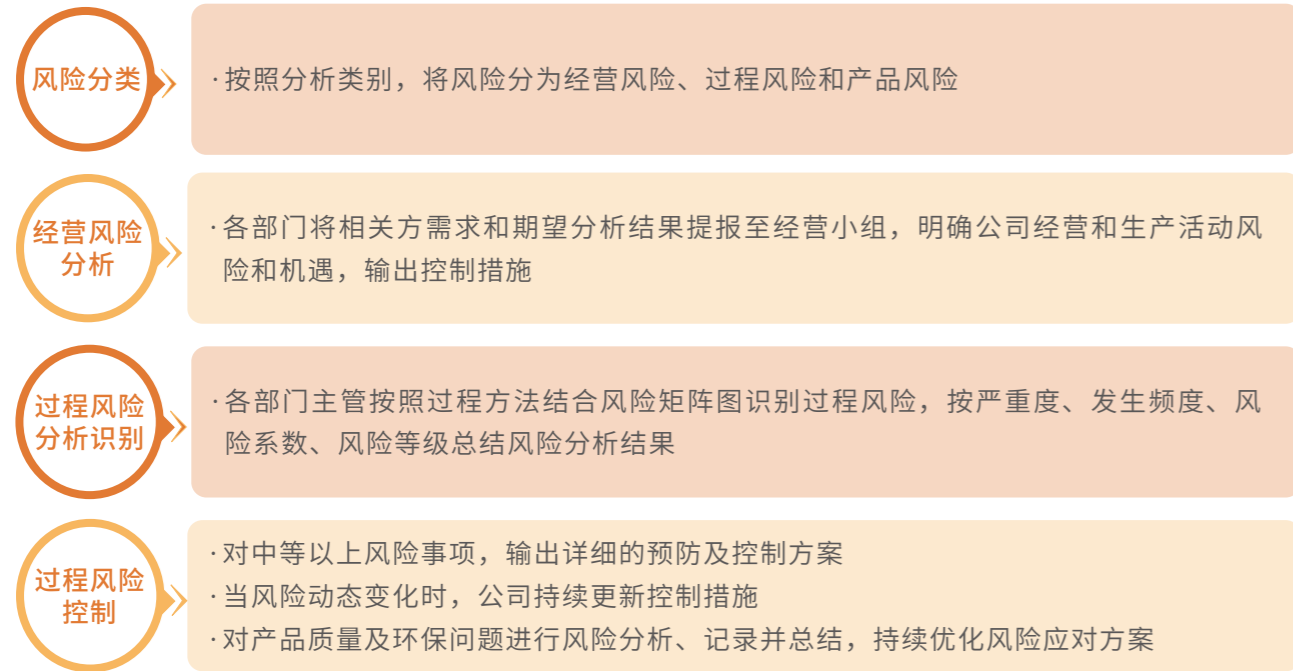 风险分类
·按照分析类别，将风险分为经营风险、过程风险和产品风险
经营风险
分析
·各部门将相关方需求和期望分析结果提报至经营小组，明确公司经营和生产活动风
险和机遇，输出控制措施
过程风险
分析识别
·各部门主管按照过程方法结合风险矩阵图识别过程风险，按严重度、发生频度、风
险系数、风险等级总结风险分析结果
过程风险
控制
·对中等以上风险事项，输出详细的预防及控制方案
·当风险动态变化时，公司持续更新控制措施
·对产品质量及环保问题进行风险分析、记录并总结，持续优化风险应对方案